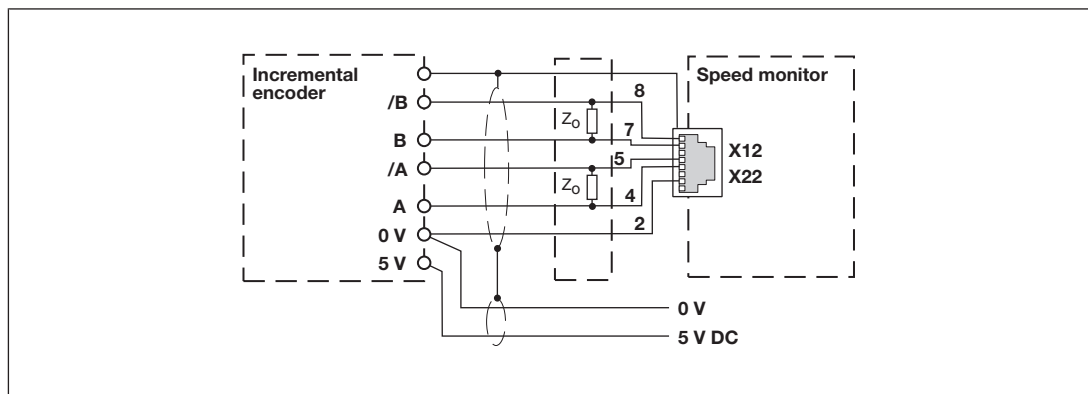 Incremental
encoder
Speed monitor
/B
8
Z₀
B
7
/A
5
X12
X22
Z₀
A
4
0 V
2
5 V
0 V
5 V DC